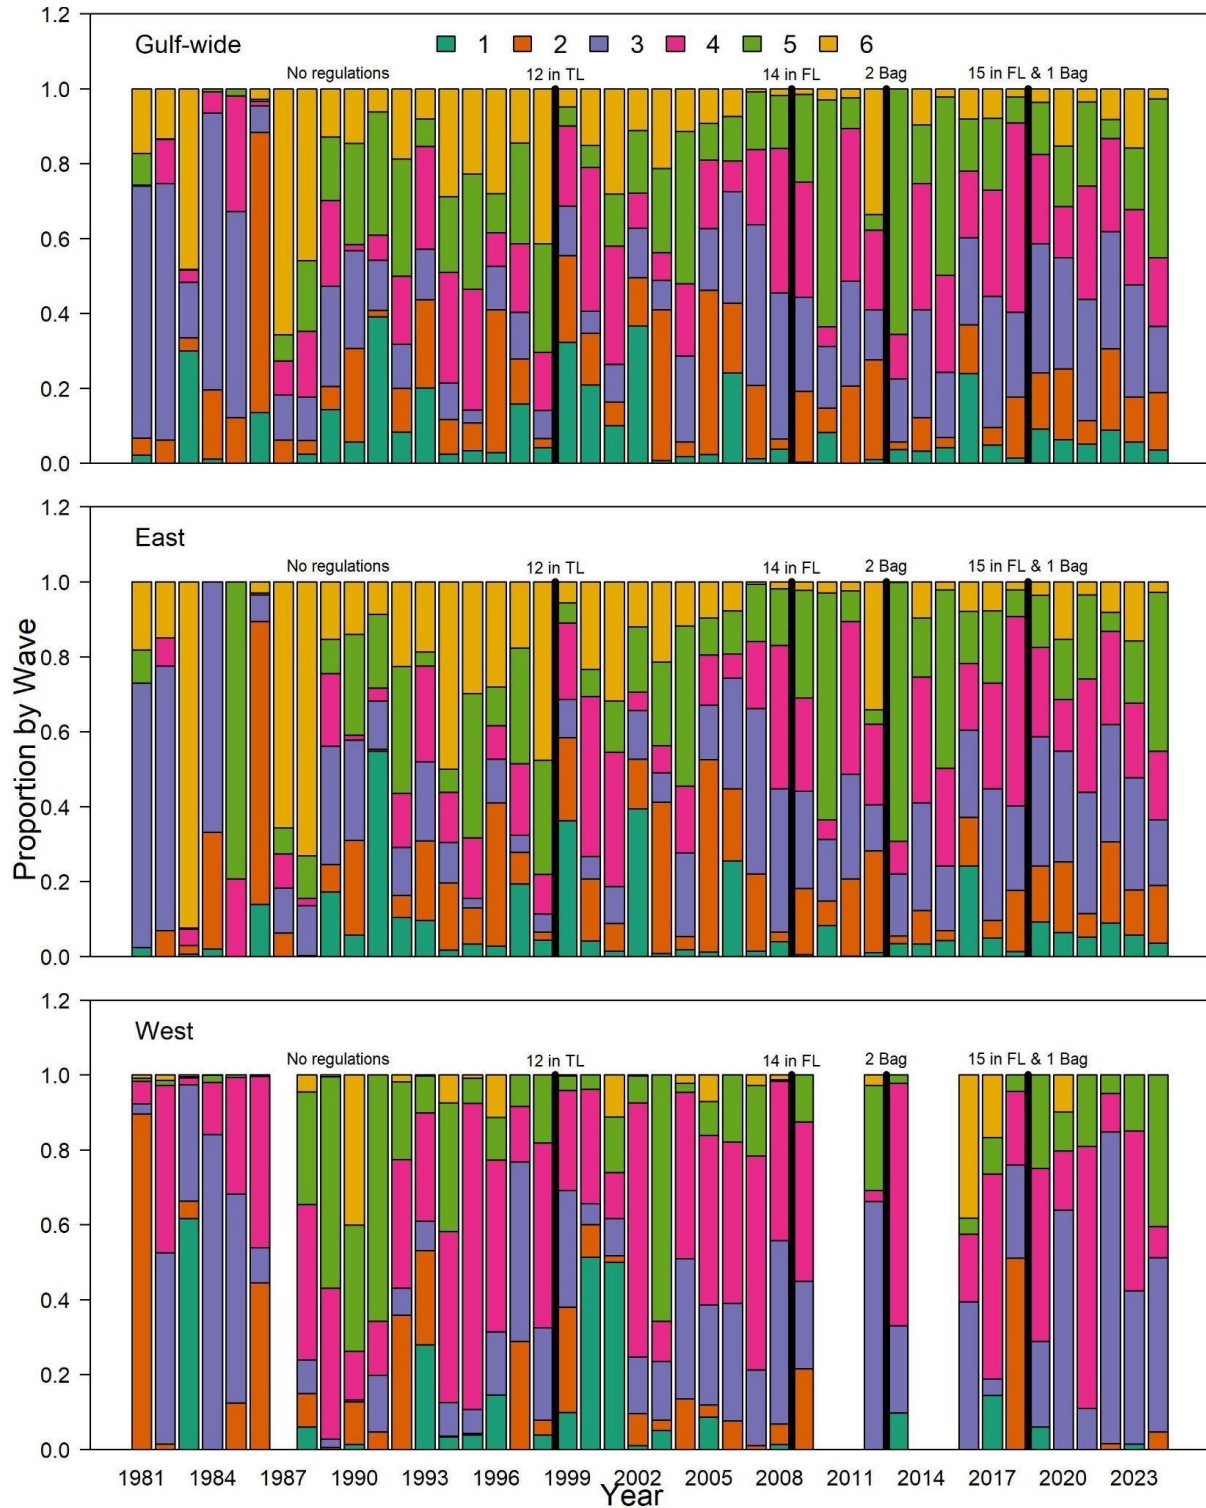 1.2
Gulf-wide 1 2 3 4 5 6
No regulations 12 in TL 14 in FL 2 Bag 15 in FL & 1 Bag
1.0
0.8
0.6
0.4
0.2
0.0
1.2
East
No regulations 12 in TL 14 in FL 2 Bag 15 in FL & 1 Bag
1.0
0.8
0.6
0.4
0.2
0.0
Proportion by Wave
1.2
West
No regulations 12 in TL 14 in FL 2 Bag 15 in FL & 1 Bag
1.0
0.8
0.6
0.4
0.2
0.0
1981 1984 1987 1990 1993 1996 1999 2002 2005 2008 2011 2014 2017 2020 2023
Year